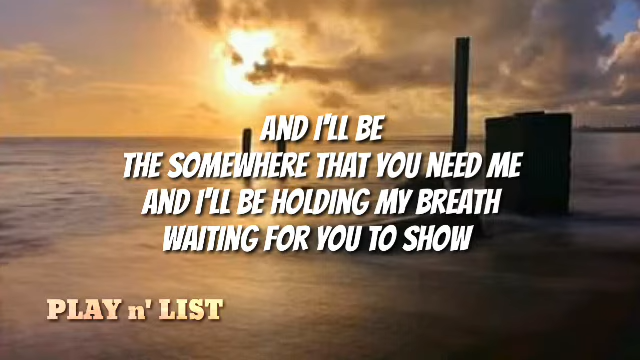 AND I'LL BE
THE SOMEWHERE THAT YOU NEED ME
AND I'LL BE HOLDING MY BREATH
WAITING FOR YOU TO SHOW
PLAY n' LIST